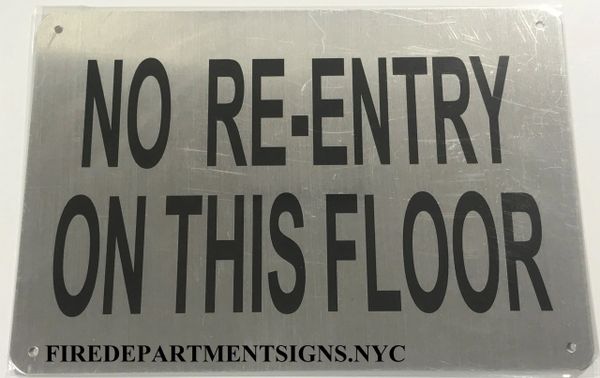 NO RE-ENTRY
ON THIS FLOOR
FIREDEPARTMENTSIGNS.NYC